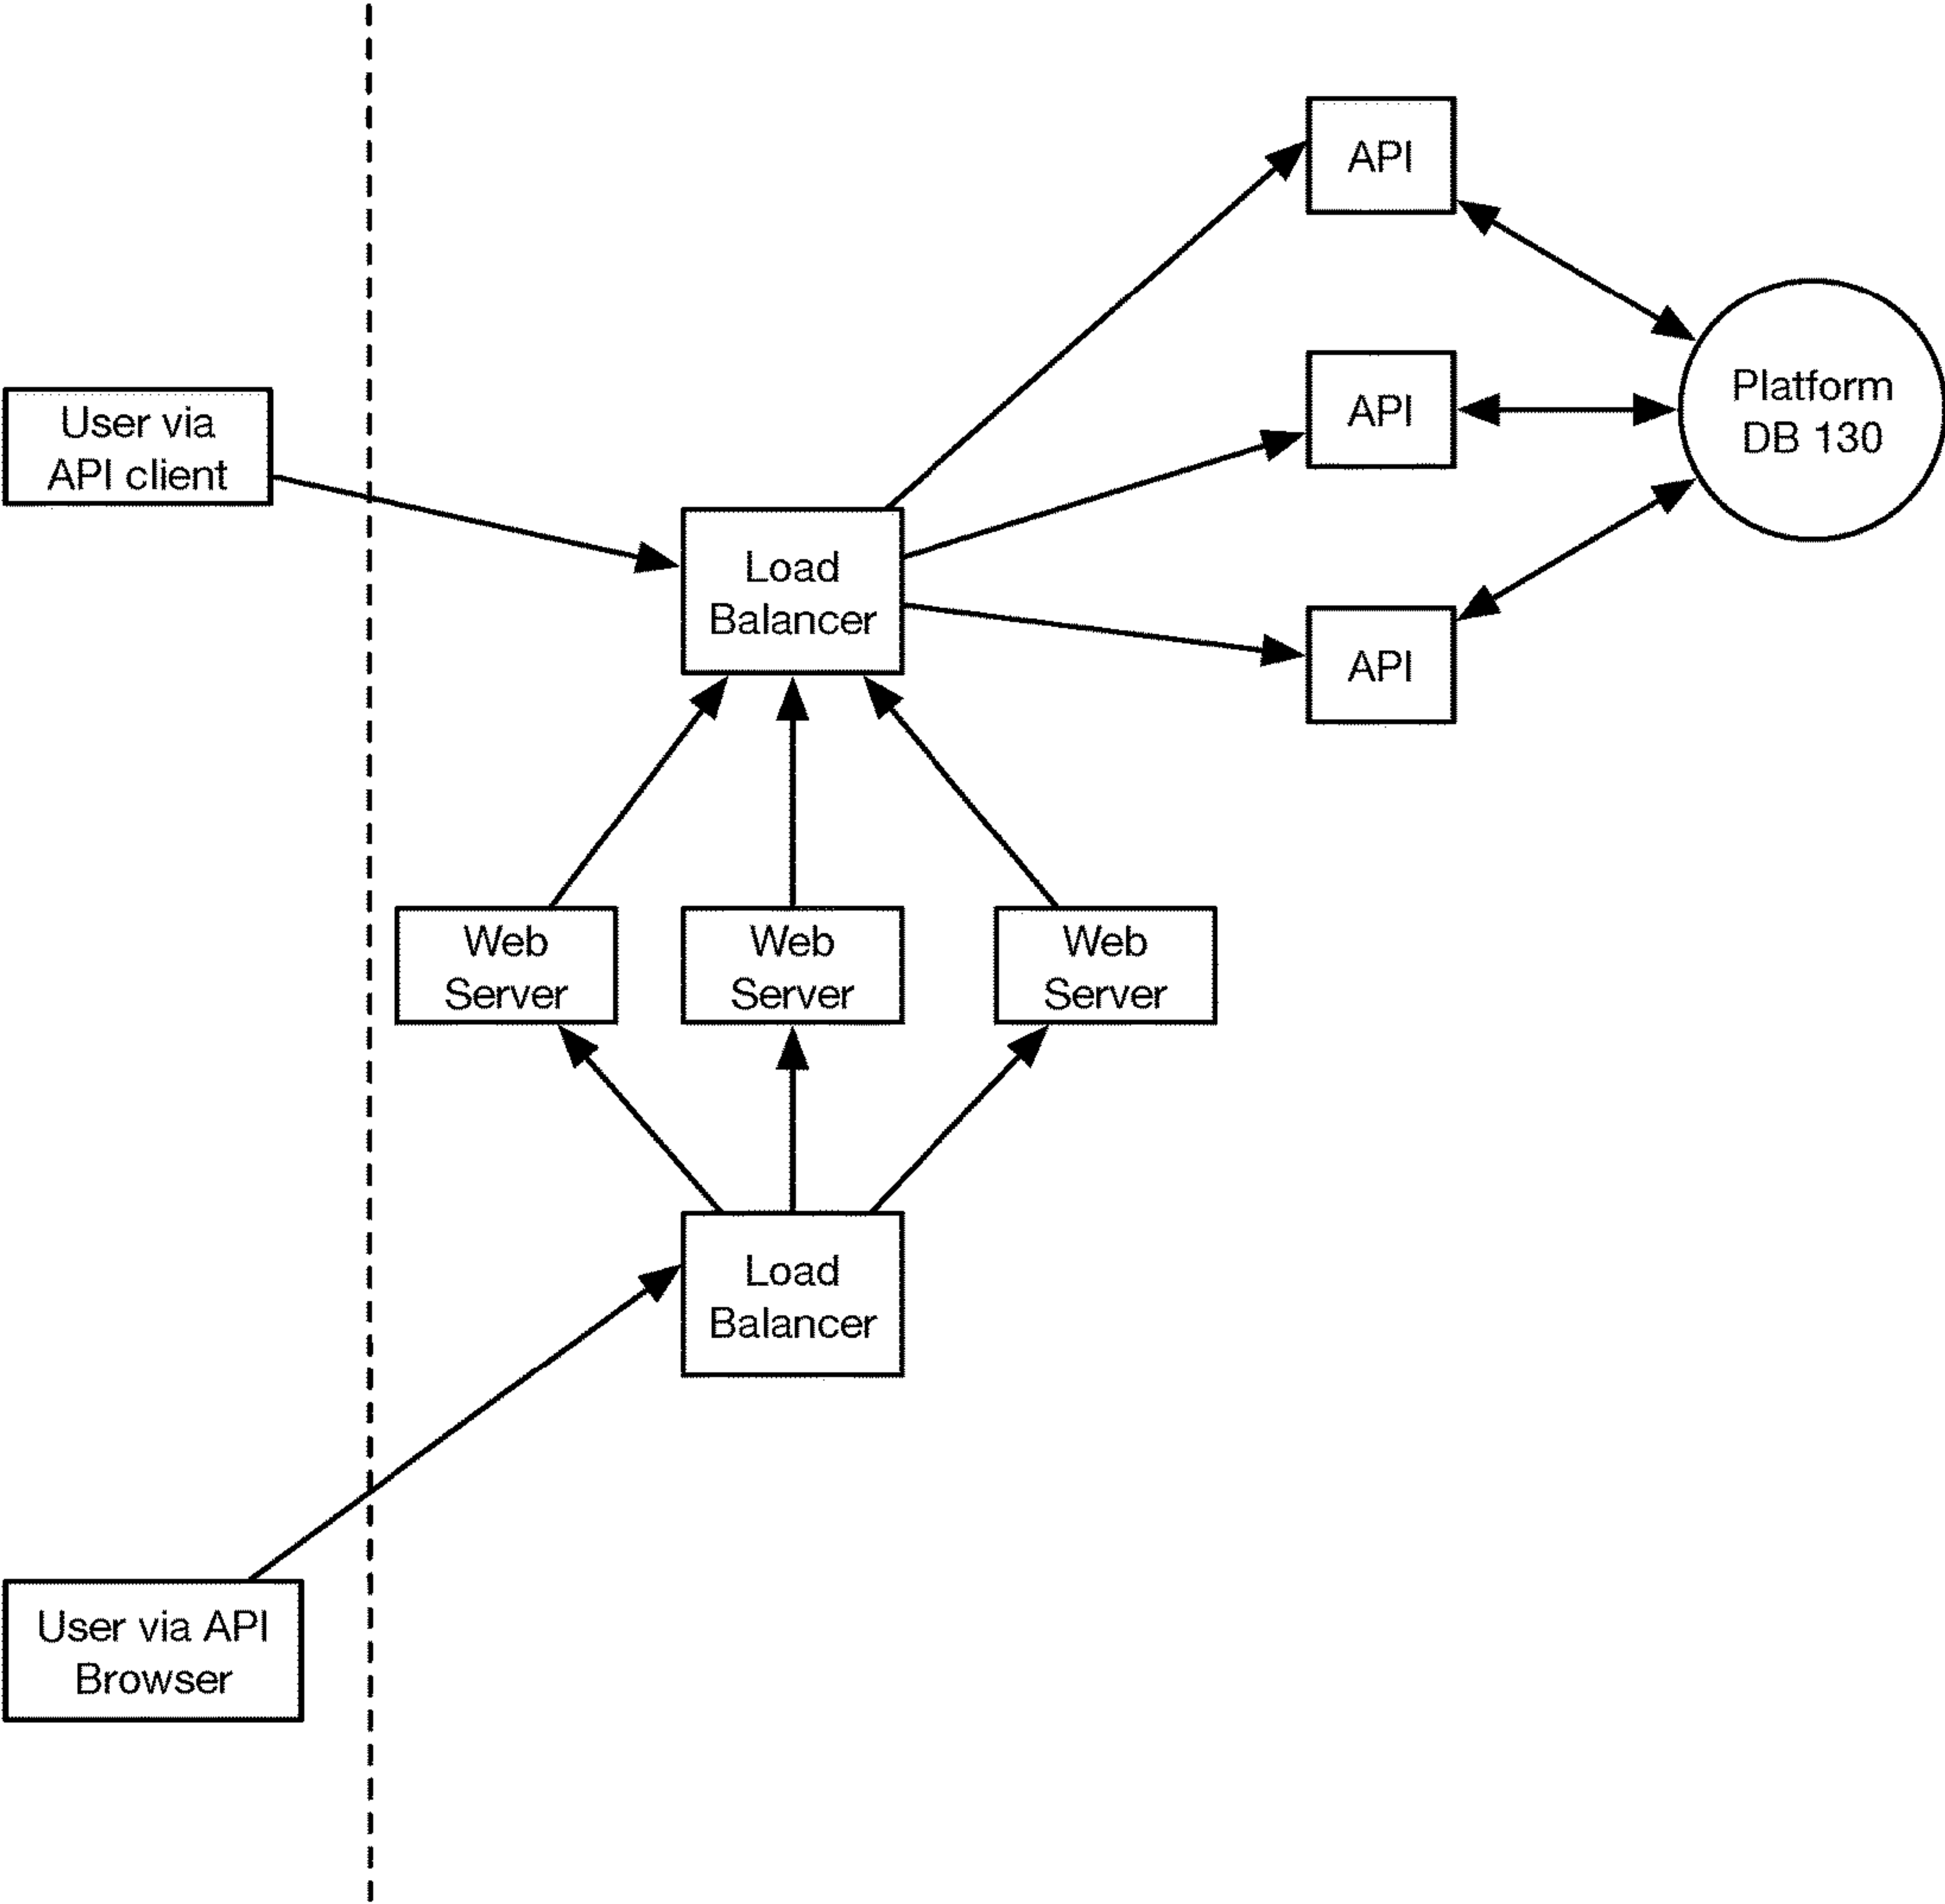 API
User via
API client
API
Platform
DB 130
Load
Balancer
API
Web
Server
Web
Server
Web
Server
Load
Balancer
User via API
Browser